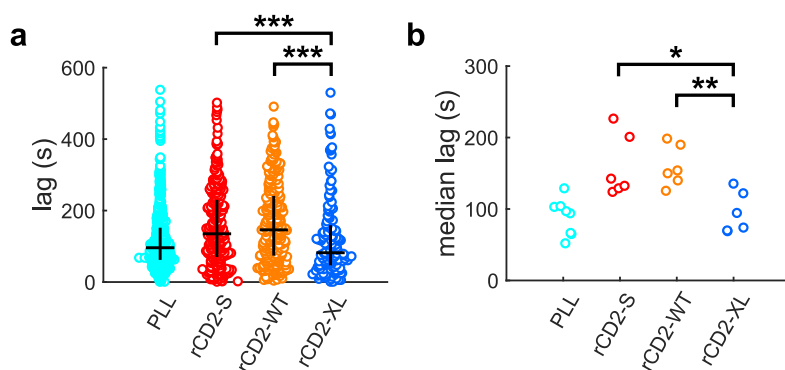 a
***
***
lag (s)
600
400
200
0
PLL
rCD2-S
rCD2-WT
rCD2-XL
b
*
**
median lag (s)
300
200
100
0
PLL
rCD2-S
rCD2-WT
rCD2-XL